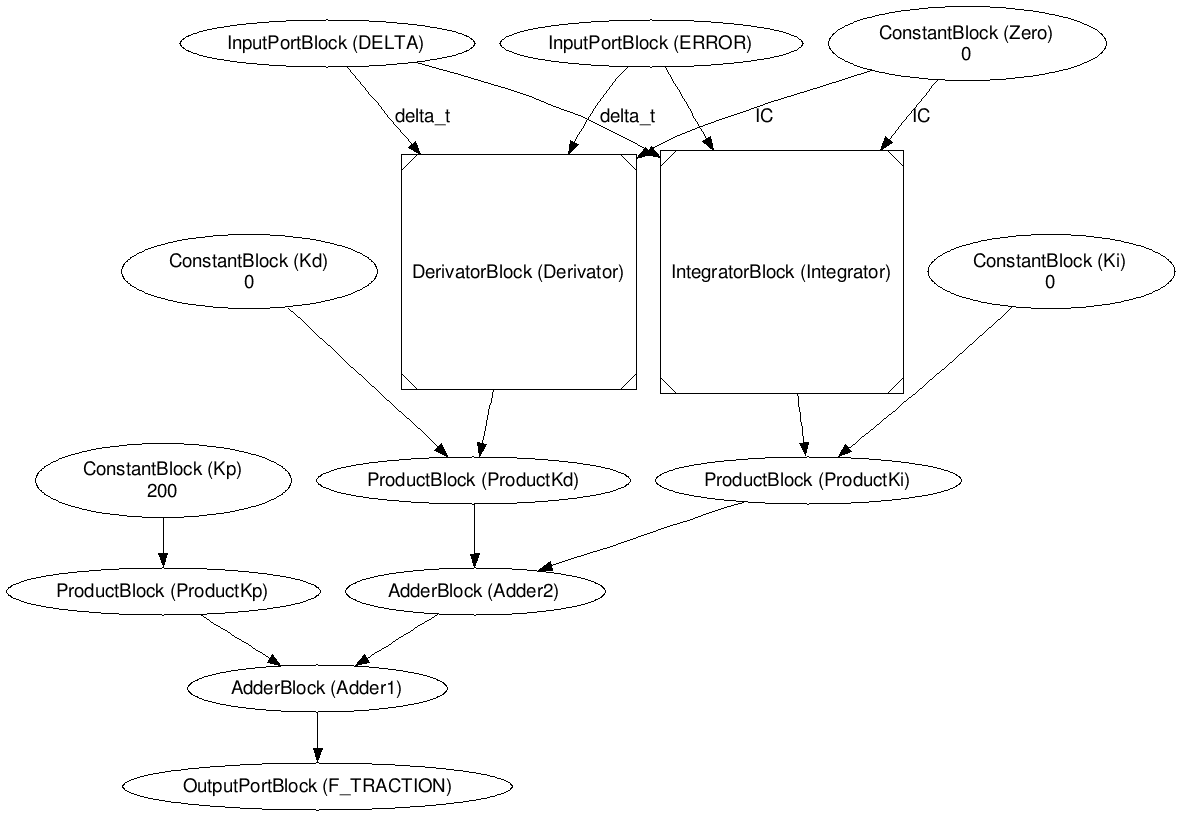 InputPortBlock (DELTA)
InputPortBlock (ERROR)
ConstantBlock (Zero)
0
delta_t
delta_t
IC
IC
ConstantBlock (Kd)
0
DerivatorBlock (Derivator)
IntegratorBlock (Integrator)
ConstantBlock (Ki)
0
ConstantBlock (Kp)
200
ProductBlock (ProductKd)
ProductBlock (ProductKi)
ProductBlock (ProductKp)
AdderBlock (Adder2)
AdderBlock (Adder1)
OutputPortBlock (F_TRACTION)